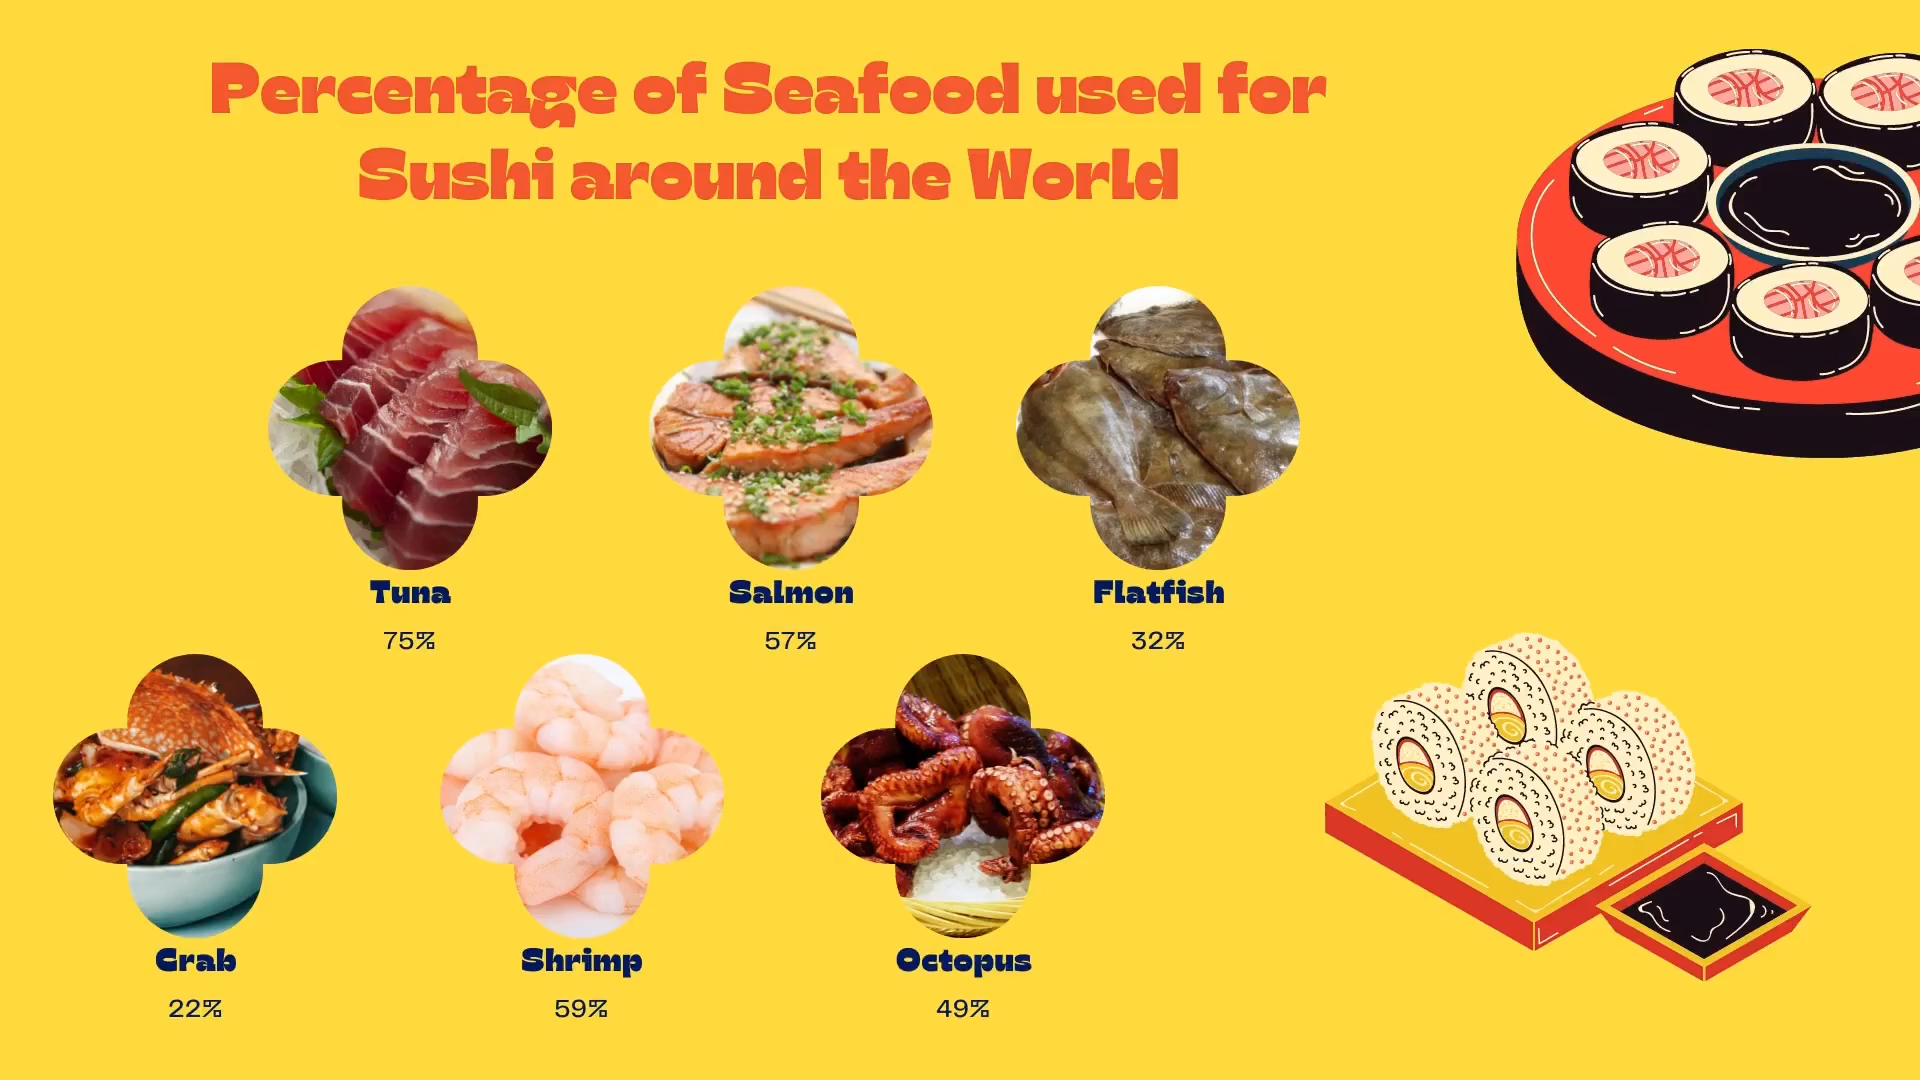 Percentage of Seafood used for
Sushi around the World
Tuna
75%
Salmon
57%
Flatfish
32%
Crab
22%
Shrimp
59%
Octopus
49%